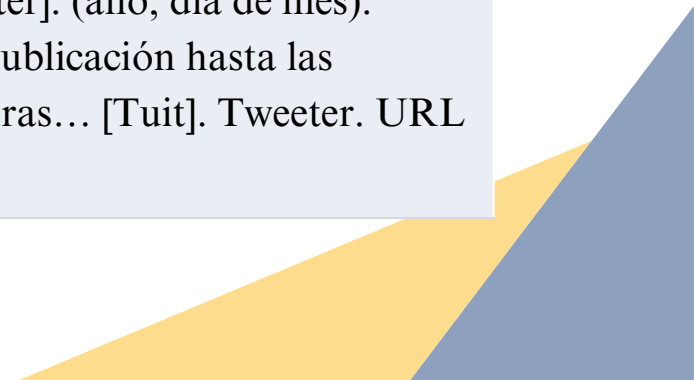 ter]. (año, día de mes).
ublicación hasta las
ras… [Tuit]. Tweeter. URL